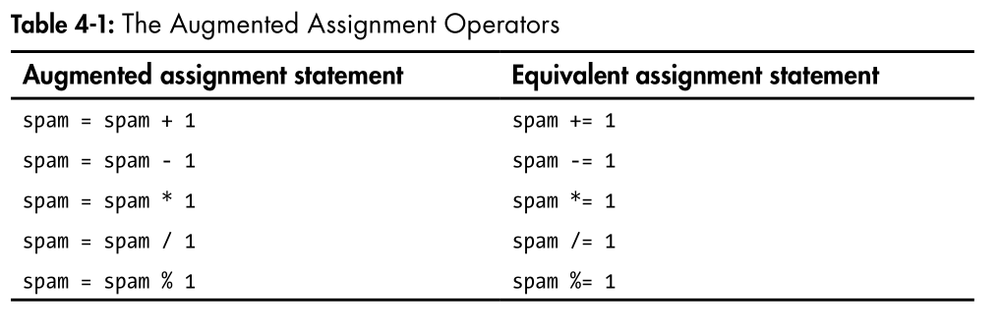 Table 4-1: The Augmented Assignment Operators
Augmented assignment statement Equivalent assignment statement
spam = spam + 1 spam += 1
spam = spam - 1 spam -= 1
spam = spam * 1 spam *= 1
spam = spam / 1 spam /= 1
spam = spam % 1 spam %= 1